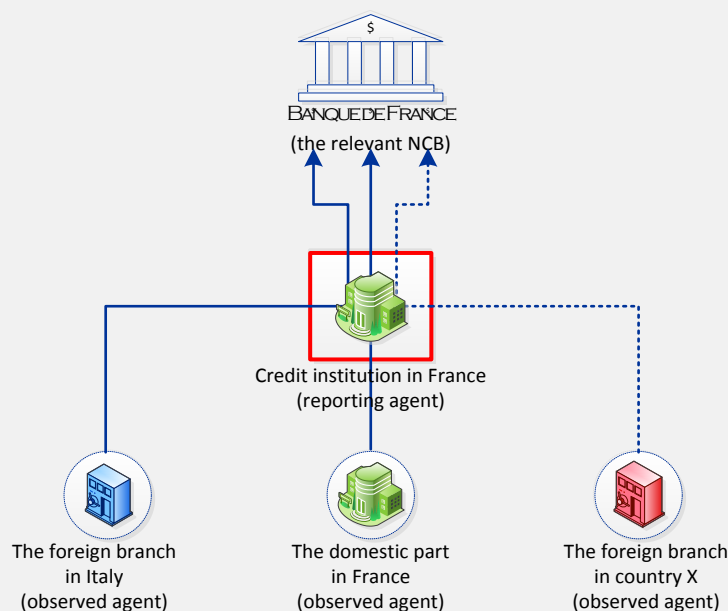 $
BANQUE DE FRANCE
(the relevant NCB)
Credit institution in France
(reporting agent)
The foreign branch
in Italy
(observed agent)
The domestic part
in France
(observed agent)
The foreign branch
in country X
(observed agent)